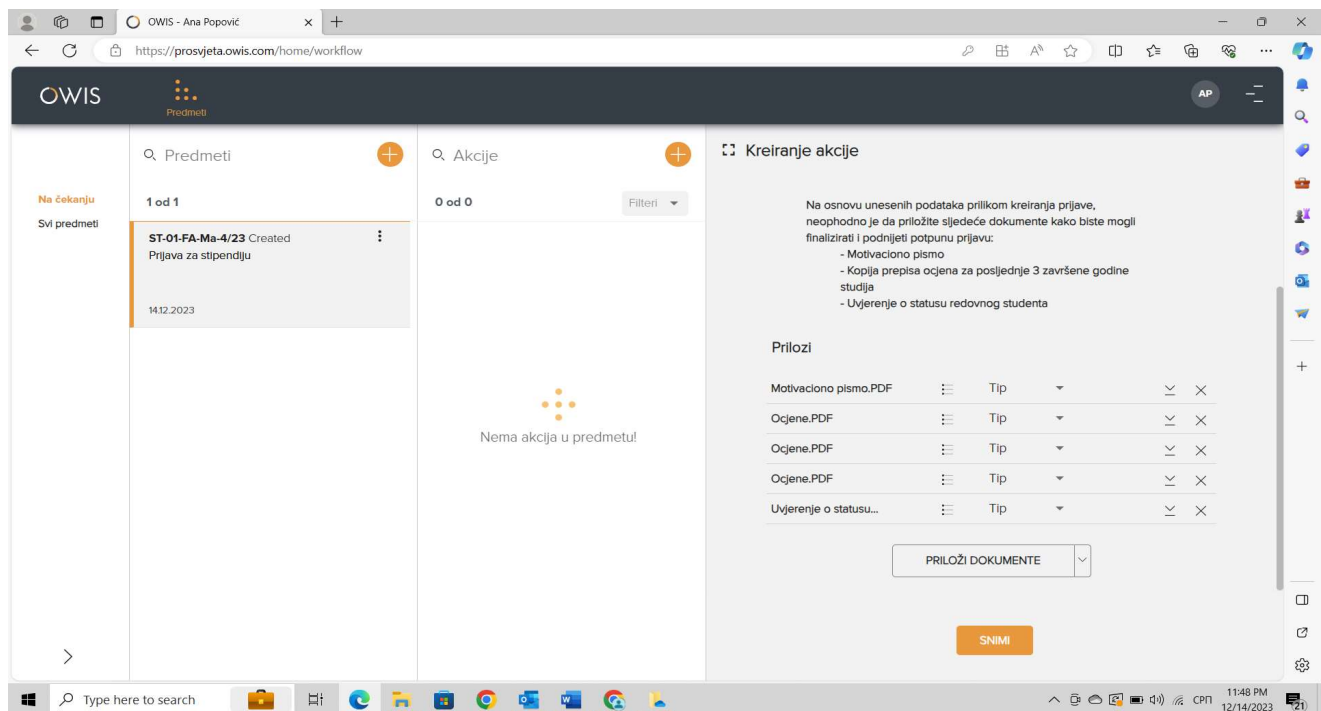 OWIS - Ana Popović
https://prosvjeta.owis.com/home/workflow
OWIS
Predmeti
AP
Na čekanju
Svi predmeti
Predmeti
1 od 1
ST-01-FA-Ma-4/23 Created
Prijava za stipendiju
14.12.2023
Akcije
0 od 0
Filteri
Nema akcija u predmetu!
Kreiranje akcije
Na osnovu unesenih podataka prilikom kreiranja prijave,
neophodno je da priložite sljedeće dokumente kako biste mogli
finalizirati i podnijeti potpunu prijavu:
- Motivaciono pismo
- Kopija prepisa ocjena za posljednje 3 završene godine
studija
- Uvjerenje o statusu redovnog studenta
Prilozi
Motivaciono pismo.PDF Tip
Ocjene.PDF Tip
Ocjene.PDF Tip
Ocjene.PDF Tip
Uvjerenje o statusu... Tip
PRILOŽI DOKUMENTE
SNIMI
Type here to search
СРП
11:48 PM
12/14/2023
21